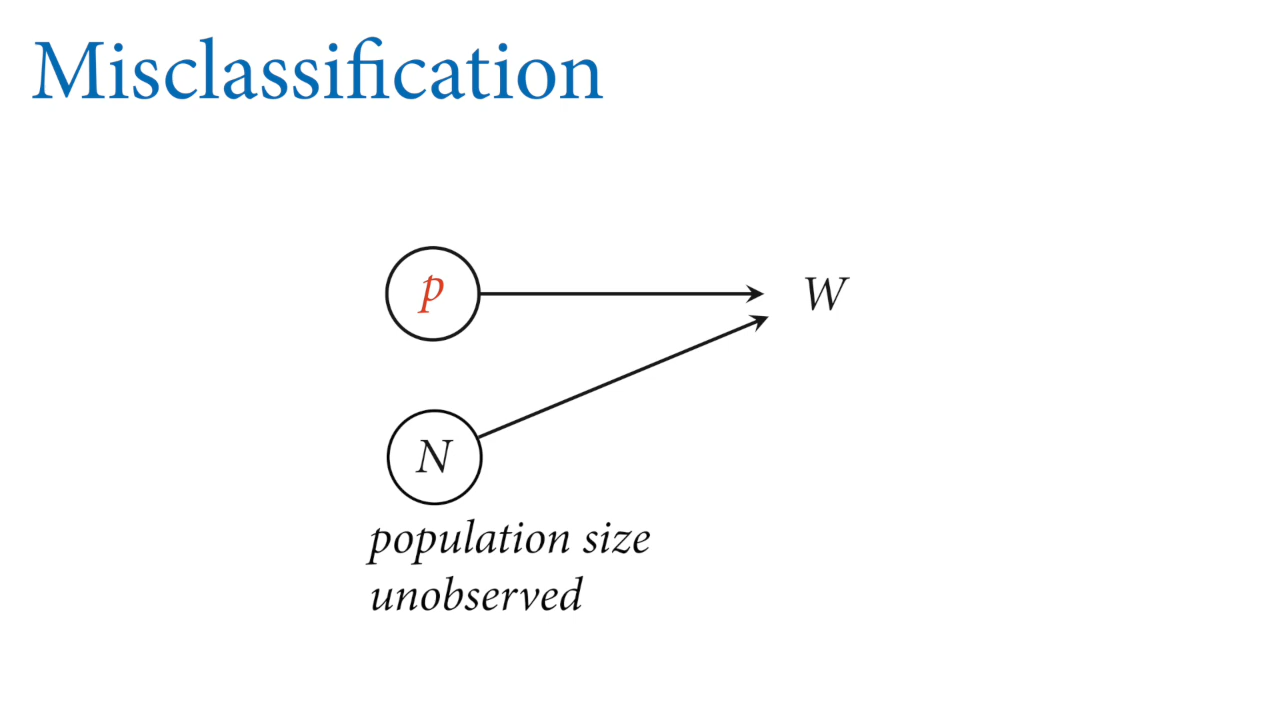 Misclassification
p
W
N
population size
unobserved